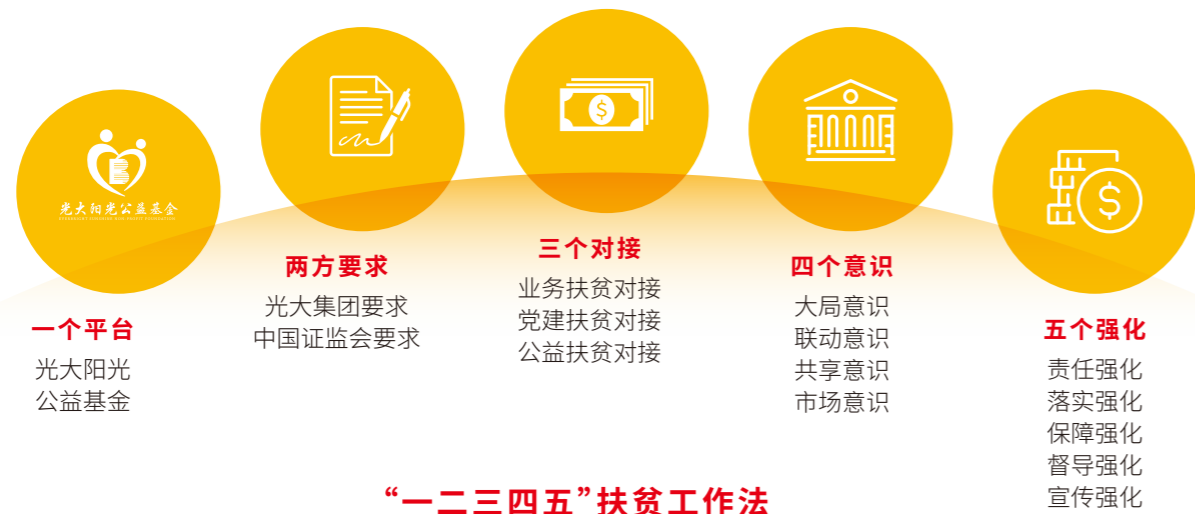 光大阳光公益基金
一个平台
光大阳光
公益基金
两方要求
光大集团要求
中国证监会要求
三个对接
业务扶贫对接
党建扶贫对接
公益扶贫对接
四个意识
大局意识
联动意识
共享意识
市场意识
五个强化
责任强化
落实强化
保障强化
督导强化
宣传强化
“一二三四五”扶贫工作法